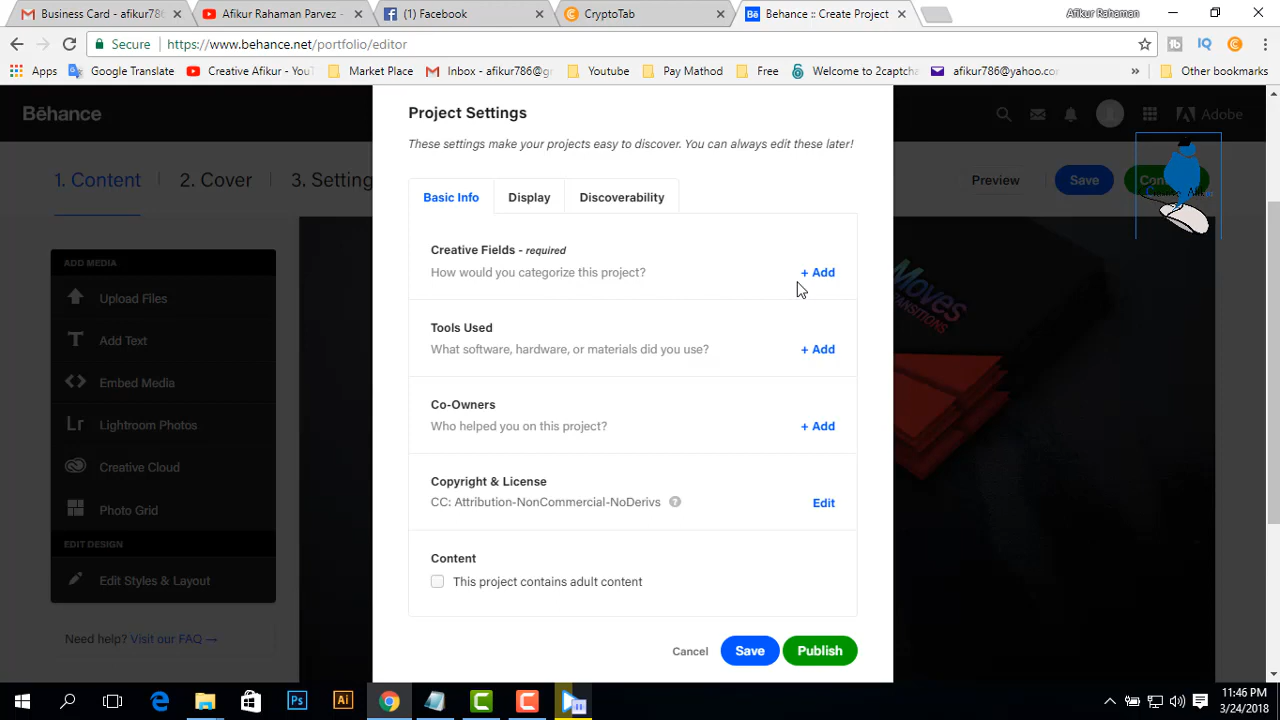 Business Card - afikur786
Afikur Rahaman Parvez -
(1) Facebook
CryptoTab
Behance :: Create Project
Afikur Rahaman
Secure
https://www.behance.net/portfolio/editor
Apps
Google Translate
Creative Afikur - You
Market Place
Inbox - afikur786@g
Youtube
Pay Mathod
Free
Welcome to 2captcha
afikur786@yahoo.co
Other bookmarks
Bēhance
Adobe
1. Content
2. Cover
3. Setting
Preview
Save
ADD MEDIA
Upload Files
Add Text
Embed Media
Lr
Lightroom Photos
Creative Cloud
Photo Grid
EDIT DESIGN
Edit Styles & Layout
Need help? Visit our FAQ →
Project Settings
These settings make your projects easy to discover. You can always edit these later!
Basic Info
Display
Discoverability
Creative Fields - required
How would you categorize this project?
+ Add
Tools Used
What software, hardware, or materials did you use?
+ Add
Co-Owners
Who helped you on this project?
+ Add
Copyright & License
CC: Attribution-NonCommercial-NoDerivs ?
Edit
Content
This project contains adult content
Cancel
Save
Publish
Moves
Ps
Ai
11:46 PM
3/24/2018